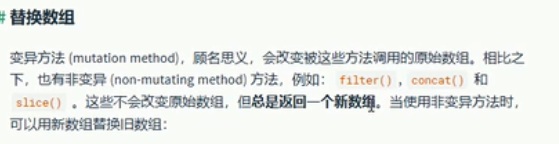 # 替换数组
变异方法 (mutation method)，顾名思义，会改变被这些方法调用的原始数组。相比之
下，也有非变异 (non-mutating method) 方法，例如： filter() ，concat() 和
slice() 。这些不会改变原始数组，但总是返回一个新数组。当使用非变异方法时，
可以用新数组替换旧数组：